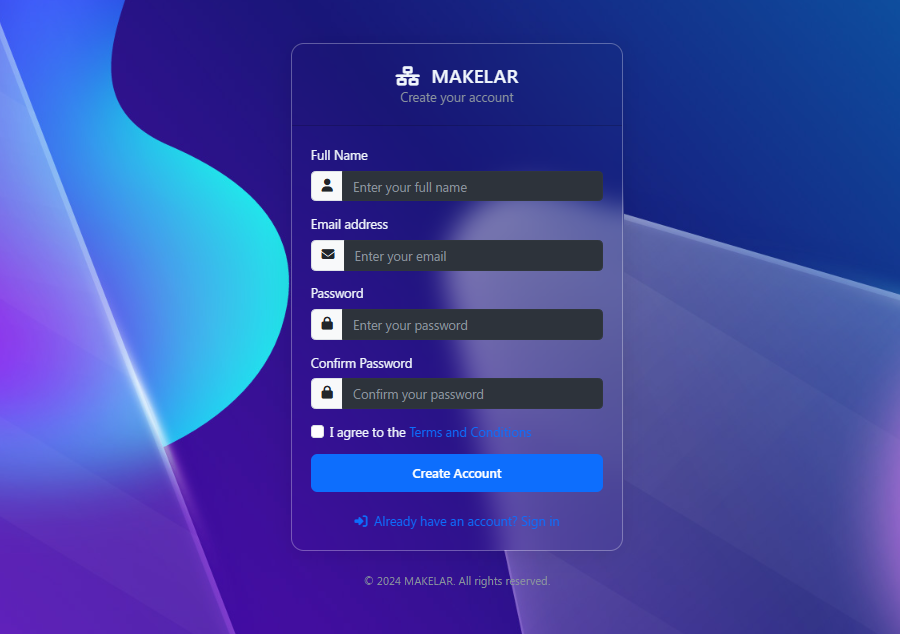 MAKELAR
Create your account
Full Name
Enter your full name
Email address
Enter your email
Password
Enter your password
Confirm Password
Confirm your password
I agree to the Terms and Conditions
Create Account
Already have an account? Sign in
© 2024 MAKELAR. All rights reserved.